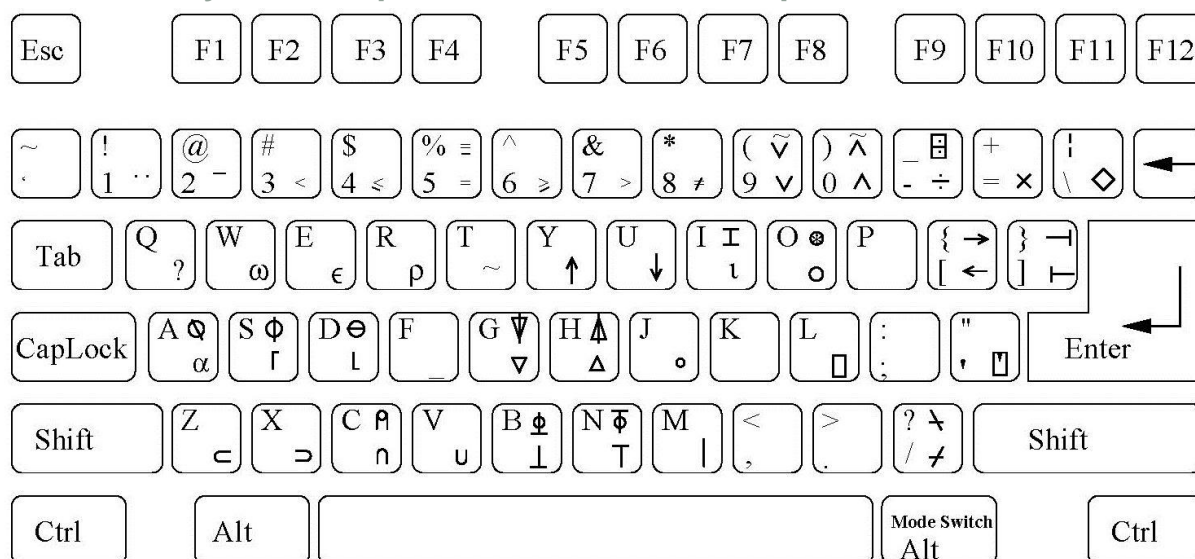 Esc F1 F2 F3 F4 F5 F6 F7 F8 F9 F10 F11 F12
~ ! @ # $ % ≡ ^ & * ( ⍱ ) ⍲ _ ⌹ + ¦
` 1 ¨ 2 ¯ 3 < 4 ≤ 5 = 6 ≥ 7 > 8 ≠ 9 ∨ 0 ∧ - ÷ = × \ ◇ ←
Tab Q W E R T Y U I ⌶ O ⍟ P { → } ⊣
? ω ϵ ρ ~ ↑ ↓ ι ○ [ ← ] ⊢
CapLock A ⍉ S ⌽ D ⊖ F G ⍒ H ⍋ J K L : " Enter
α ⌈ ⌊ _ ∇ ∆ ∘ ⎕ ; ' ⍞
Shift Z X C ⍝ V B ⍎ N ⍕ M < > ? ⍀ Shift
⊂ ⊃ ∩ ∪ ⊥ ⊤ | , . / ⌿
Ctrl Alt Mode Switch Ctrl
Alt